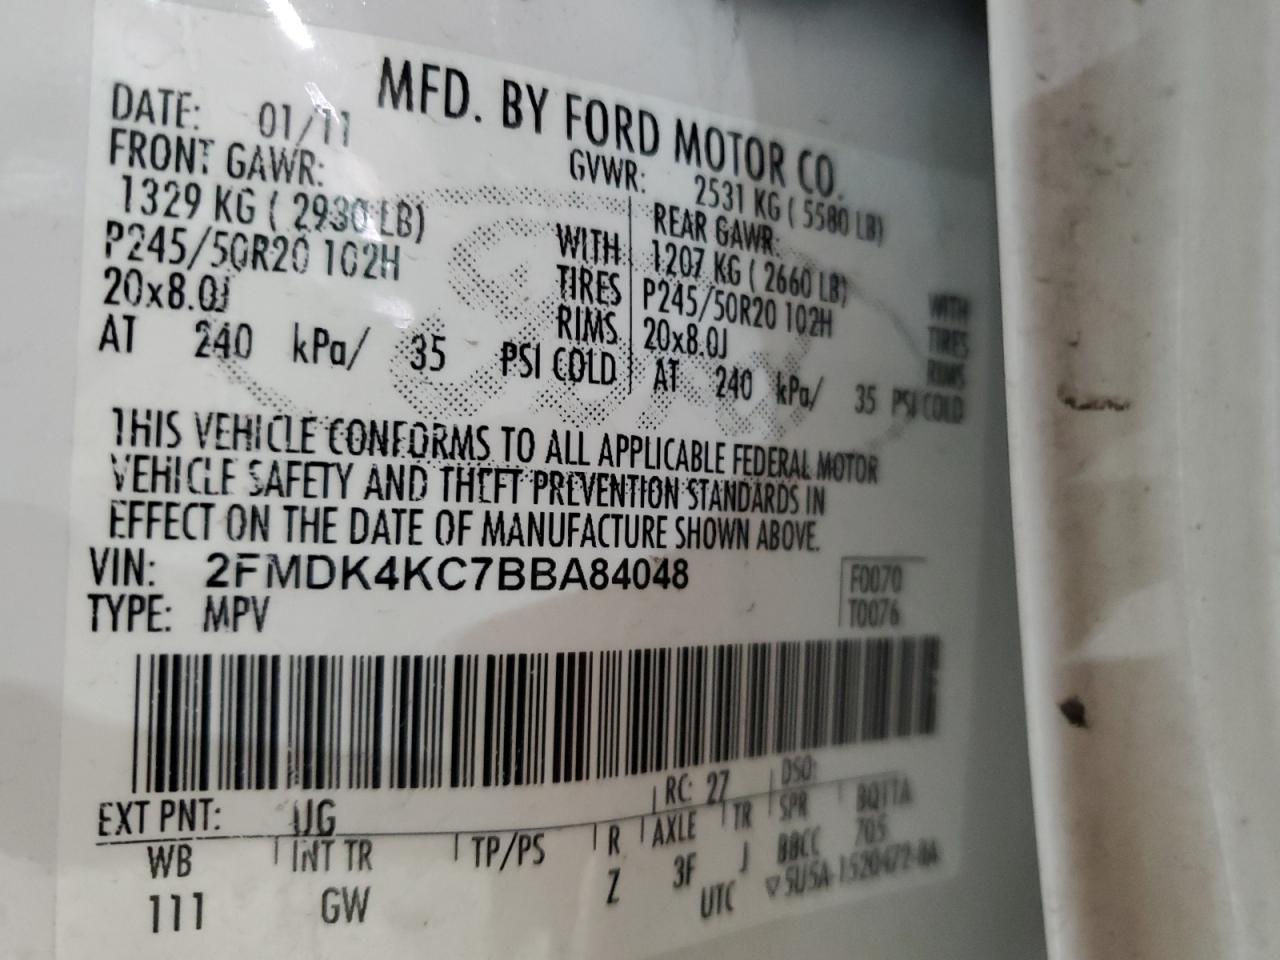 MFD. BY FORD MOTOR CO.
DATE: 01/11 GVWR: 2531 KG ( 5580 LB)
FRONT GAWR: REAR GAWR:
1329 KG ( 2930 LB) WITH 1207 KG ( 2660 LB) WITH
P245/50R20 102H TIRES P245/50R20 102H TIRES
20x8.0J RIMS 20x8.0J RIMS
AT 240 kPa/ 35 PSI COLD AT 240 kPa/ 35 PSI COLD
THIS VEHICLE CONFORMS TO ALL APPLICABLE FEDERAL MOTOR
VEHICLE SAFETY AND THEFT PREVENTION STANDARDS IN
EFFECT ON THE DATE OF MANUFACTURE SHOWN ABOVE.
VIN: 2FMDK4KC7BBA84048 F0070
TYPE: MPV T0076
EXT PNT: UG RC: 27 DSO:
WB INT TR TP/PS R AXLE TR SPR
111 GW Z 3F J BBCC 705
UTC